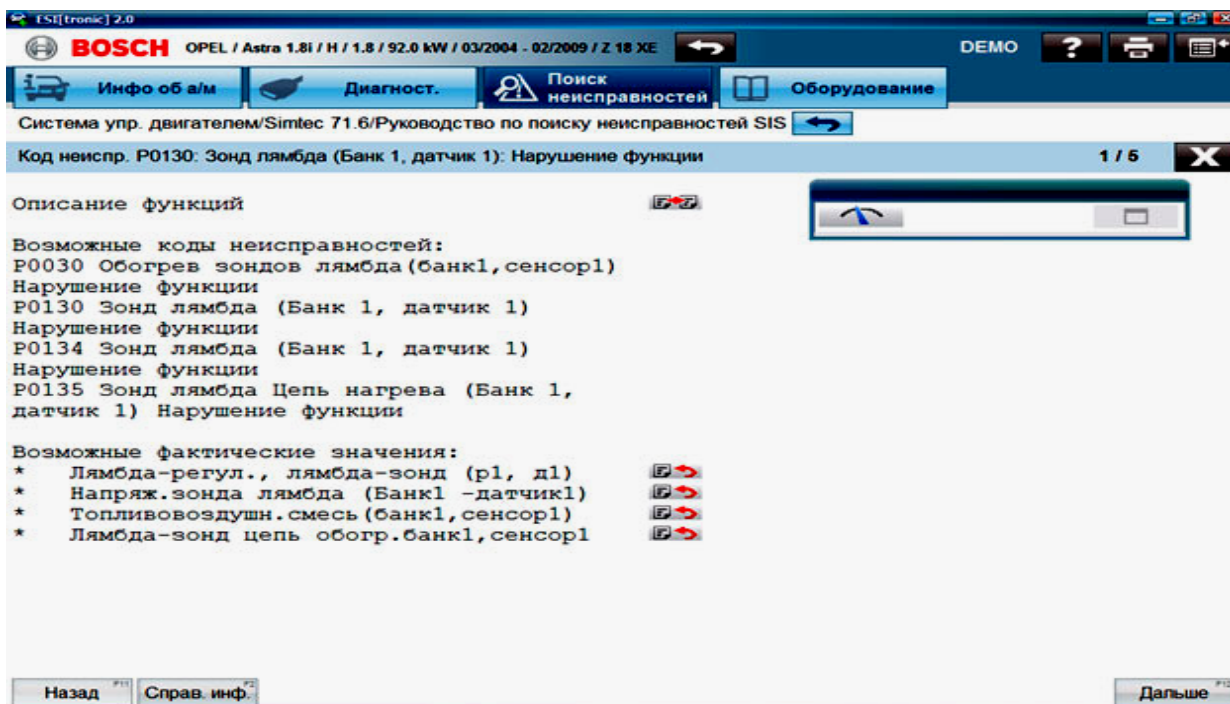 ESI[tronic] 2.0
BOSCH OPEL / Astra 1.8i / H / 1.8 / 92.0 kW / 03/2004 - 02/2009 / Z 18 XE DEMO ?
Инфо об а/м Диагност. Поиск неисправностей Оборудование
Система упр. двигателем/Simtec 71.6/Руководство по поиску неисправностей SIS
Код неиспр. P0130: Зонд лямбда (Банк 1, датчик 1): Нарушение функции 1 / 5 X
Описание функций
Возможные коды неисправностей:
P0030 Обогрев зондов лямбда(банк1,сенсор1)
Нарушение функции
P0130 Зонд лямбда (Банк 1, датчик 1)
Нарушение функции
P0134 Зонд лямбда (Банк 1, датчик 1)
Нарушение функции
P0135 Зонд лямбда Цепь нагрева (Банк 1,
датчик 1) Нарушение функции
Возможные фактические значения:
* Лямбда-регул., лямбда-зонд (р1, д1)
* Напряж.зонда лямбда (Банк1 -датчик1)
* Топливовоздушн.смесь(банк1,сенсор1)
* Лямбда-зонд цепь обогр.банк1,сенсор1
Назад F11 Справ. инф. F2 Дальше F12